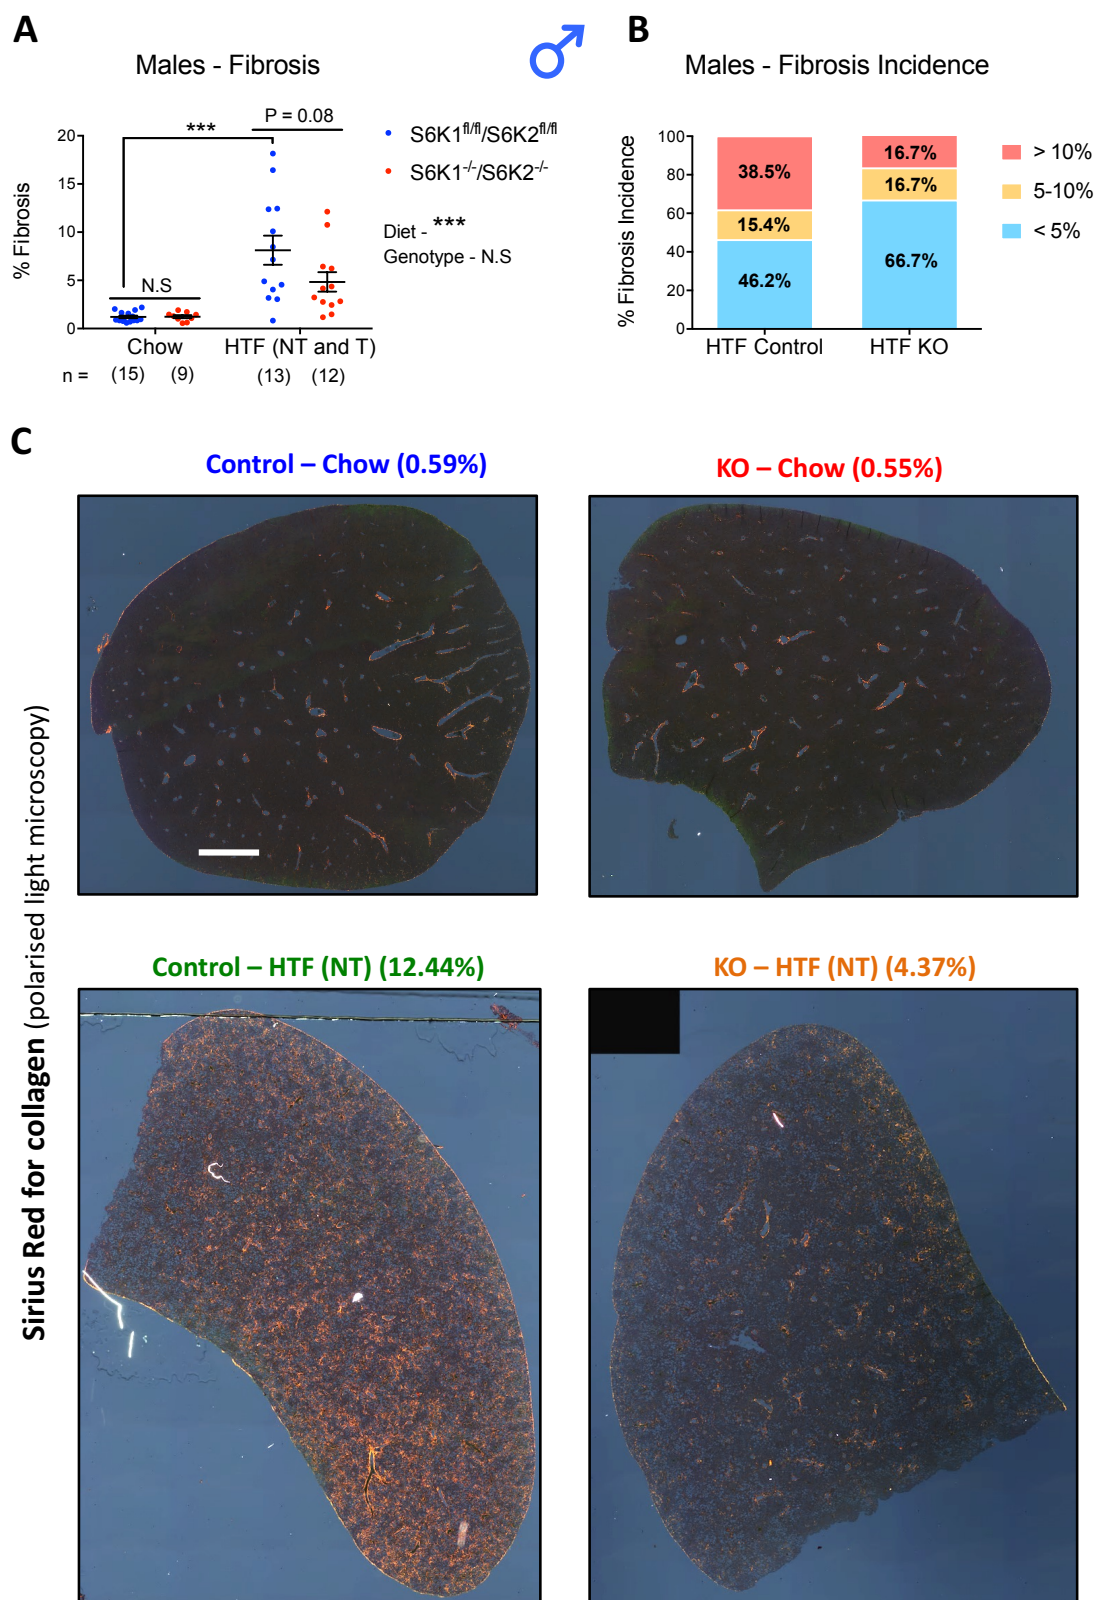 A
B
Males - Fibrosis
♂
Males - Fibrosis Incidence
P = 0.08
***
N.S
S6K1fl/fl/S6K2fl/fl
S6K1-/-/S6K2-/-
Diet - ***
Genotype - N.S
% Fibrosis
20
15
10
5
0
Chow
HTF (NT and T)
n =
(15)
(9)
(13)
(12)
% Fibrosis Incidence
100
80
60
40
20
0
38.5%
15.4%
46.2%
16.7%
16.7%
66.7%
HTF Control
HTF KO
> 10%
5-10%
< 5%
C
Control – Chow (0.59%)
KO – Chow (0.55%)
Control – HTF (NT) (12.44%)
KO – HTF (NT) (4.37%)
Sirius Red for collagen (polarised light microscopy)